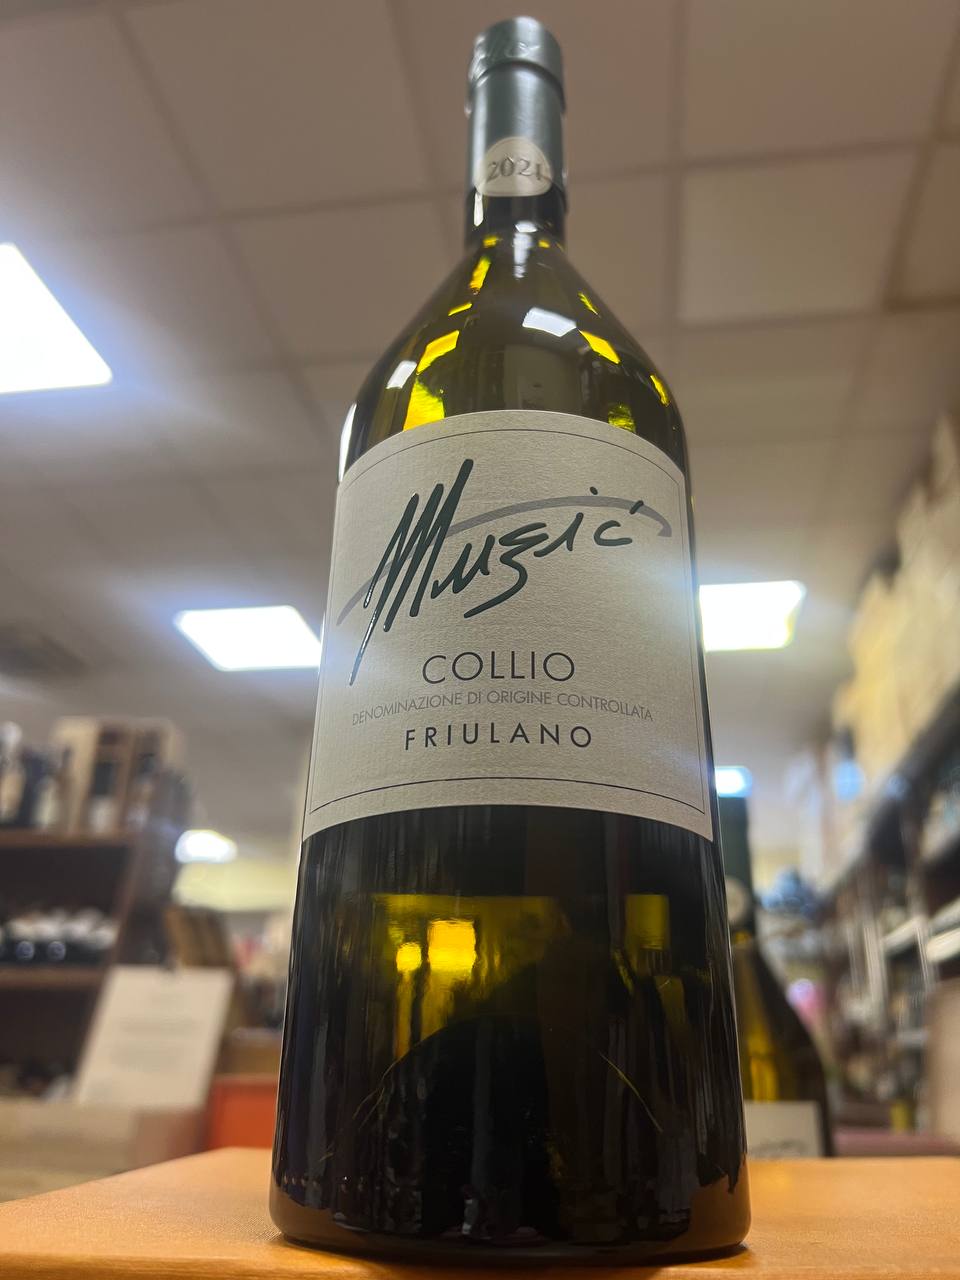 2021
Muzic
COLLIO
DENOMINAZIONE DI ORIGINE CONTROLLATA
FRIULANO